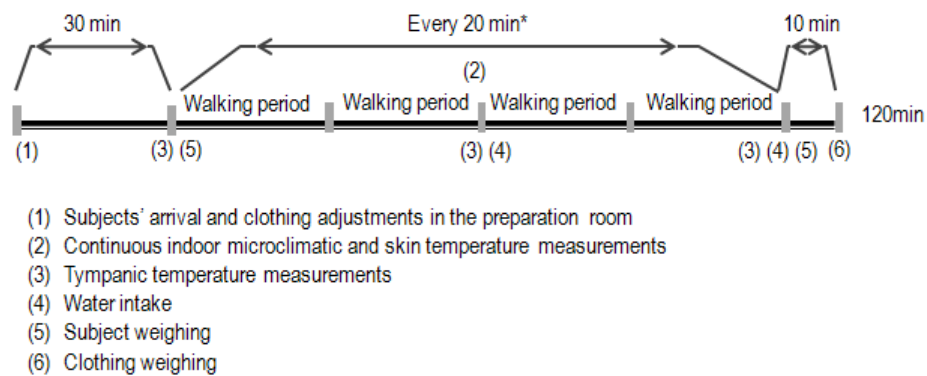 30 min Every 20 min* 10 min
(2)
Walking period Walking period Walking period Walking period
120min
(1) (3) (5) (3) (4) (3) (4) (5) (6)
(1) Subjects' arrival and clothing adjustments in the preparation room
(2) Continuous indoor microclimatic and skin temperature measurements
(3) Tympanic temperature measurements
(4) Water intake
(5) Subject weighing
(6) Clothing weighing